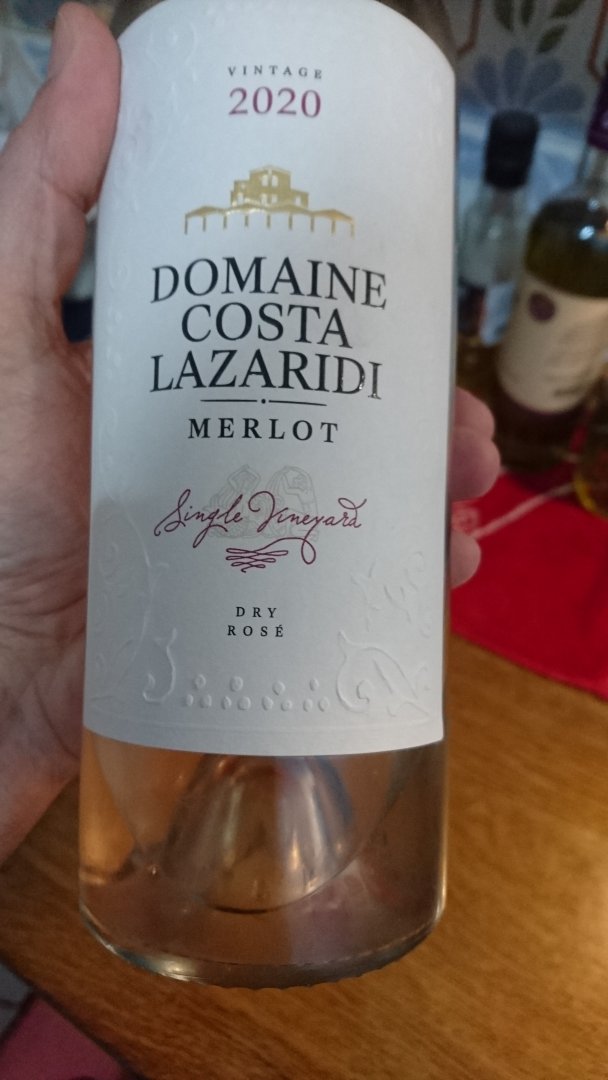 VINTAGE
2020
DOMAINE
COSTA
LAZARIDI
MERLOT
Single Vineyard
DRY
ROSÉ